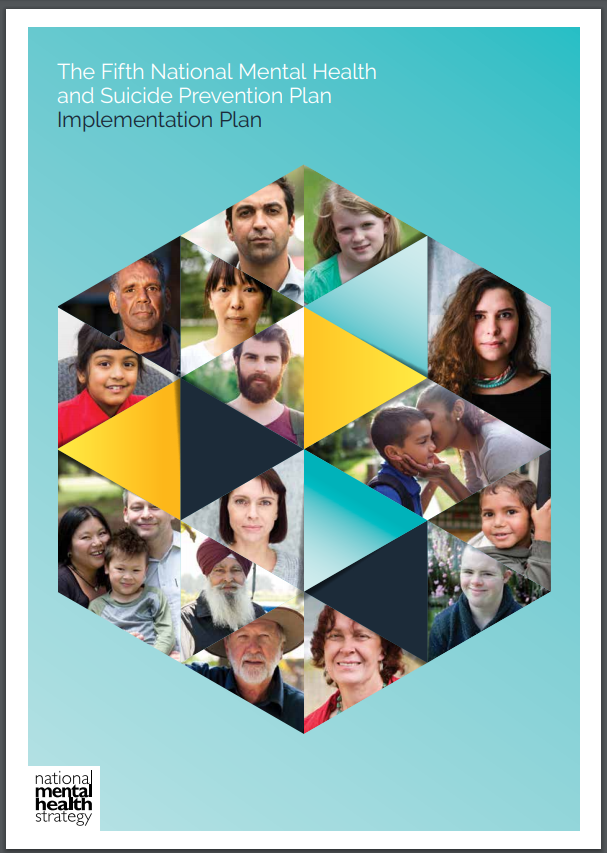 The Fifth National Mental Health
and Suicide Prevention Plan
Implementation Plan
national
mental
health
strategy